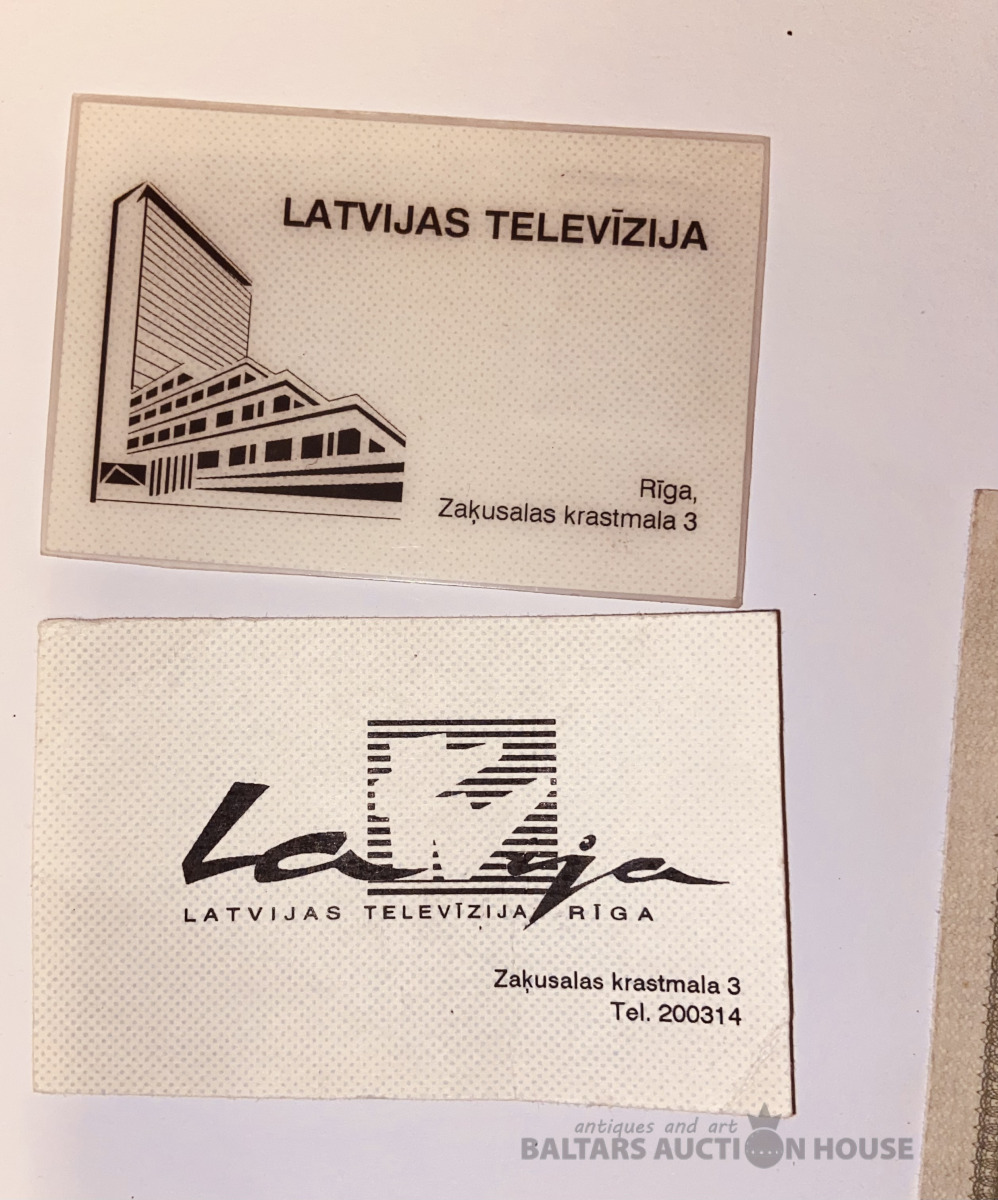 LATVIJAS TELEVĪZIJA
Rīga,
Zaķusalas krastmala 3
LaTVija
LATVIJAS TELEVĪZIJA RĪGA
Zaķusalas krastmala 3
Tel. 200314
antiques and art
BALTARS AUCTION HOUSE